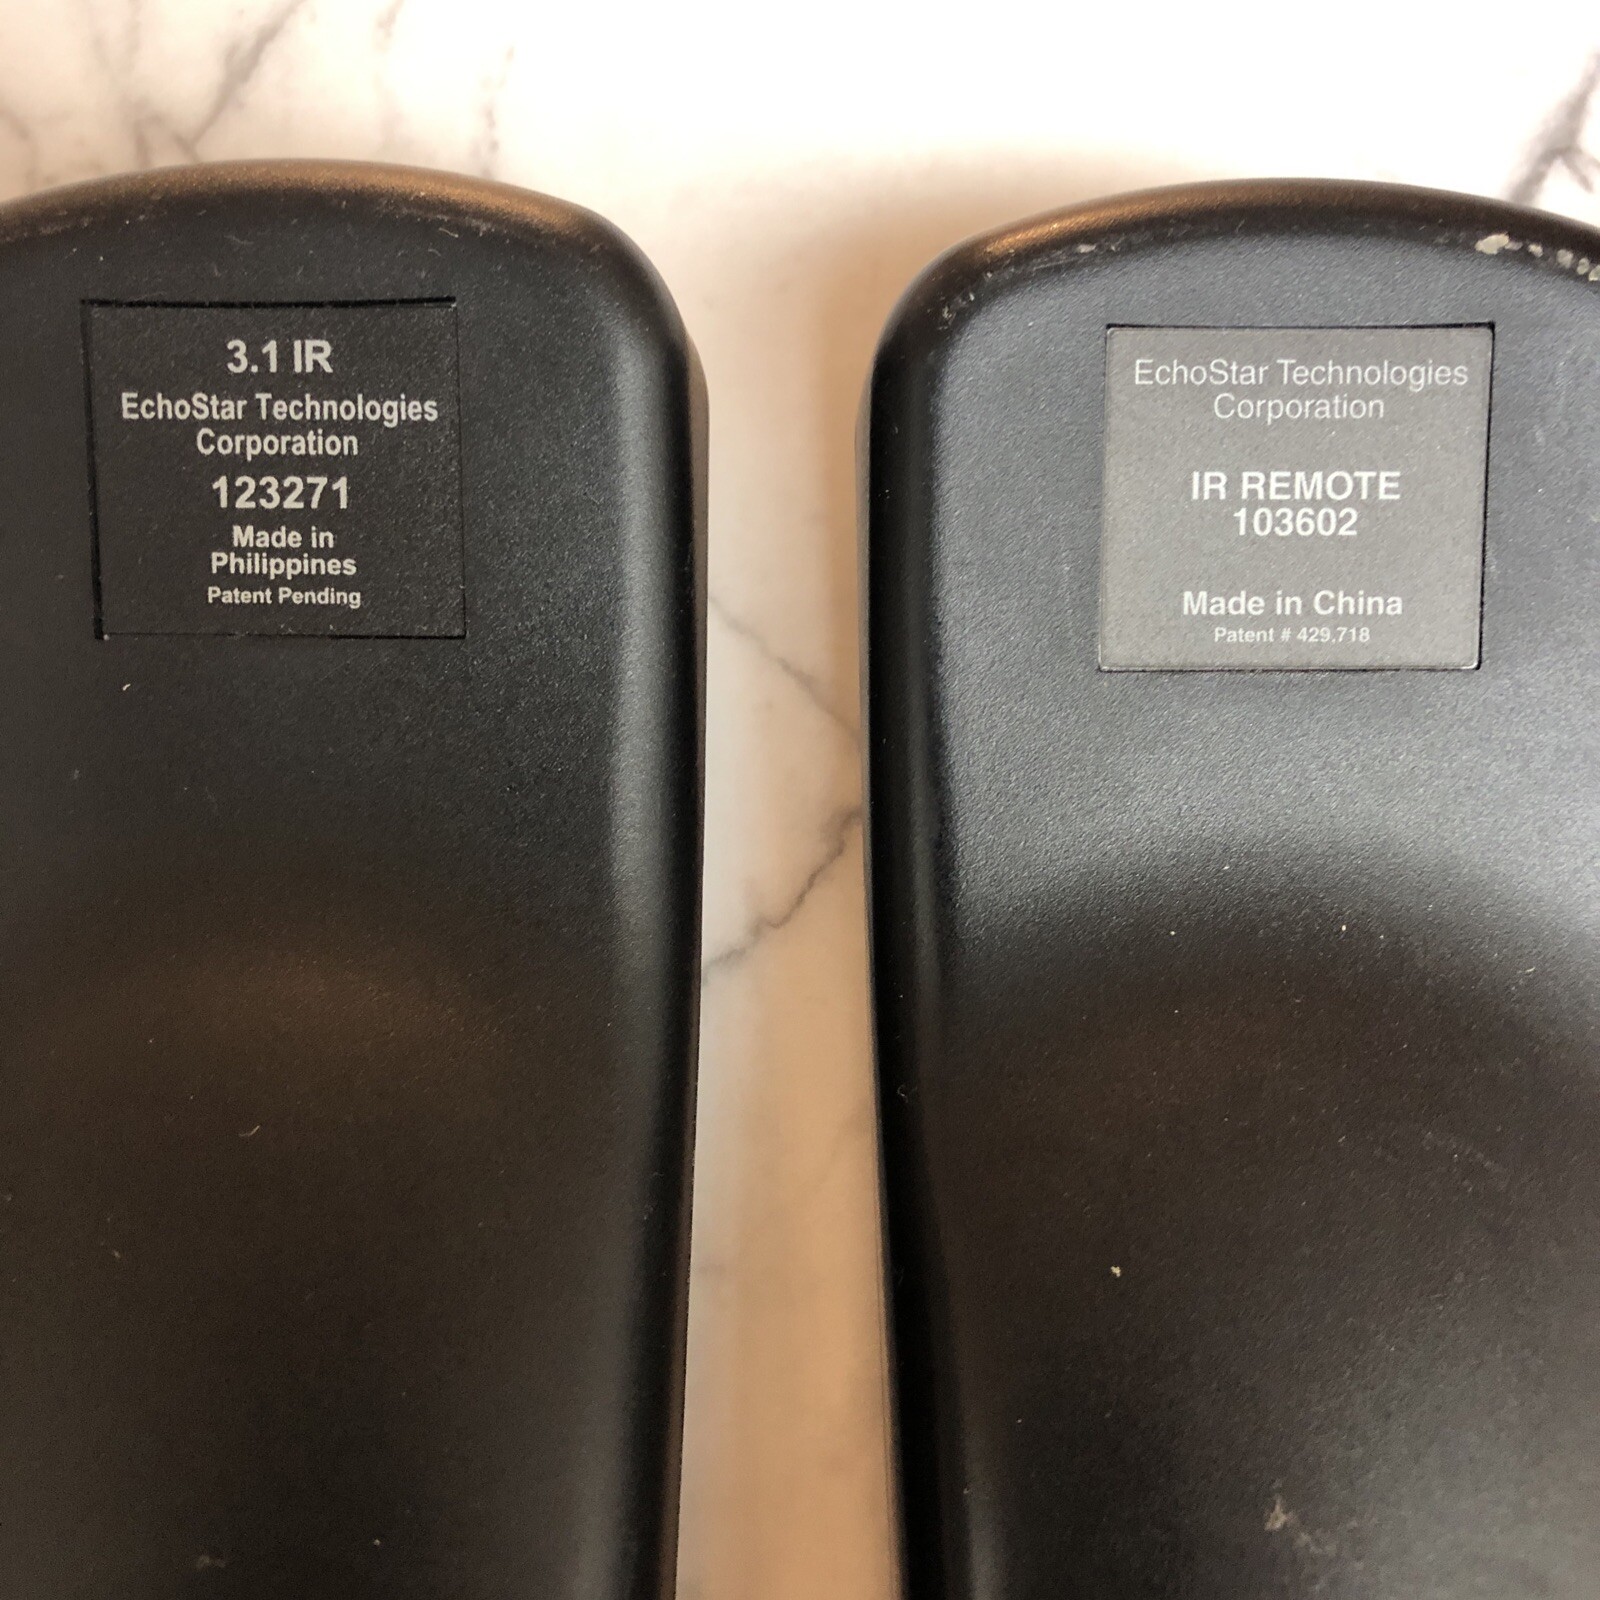 3.1 IR
EchoStar Technologies
Corporation
123271
Made in
Philippines
Patent Pending
EchoStar Technologies
Corporation
IR REMOTE
103602
Made in China
Patent # 429,718